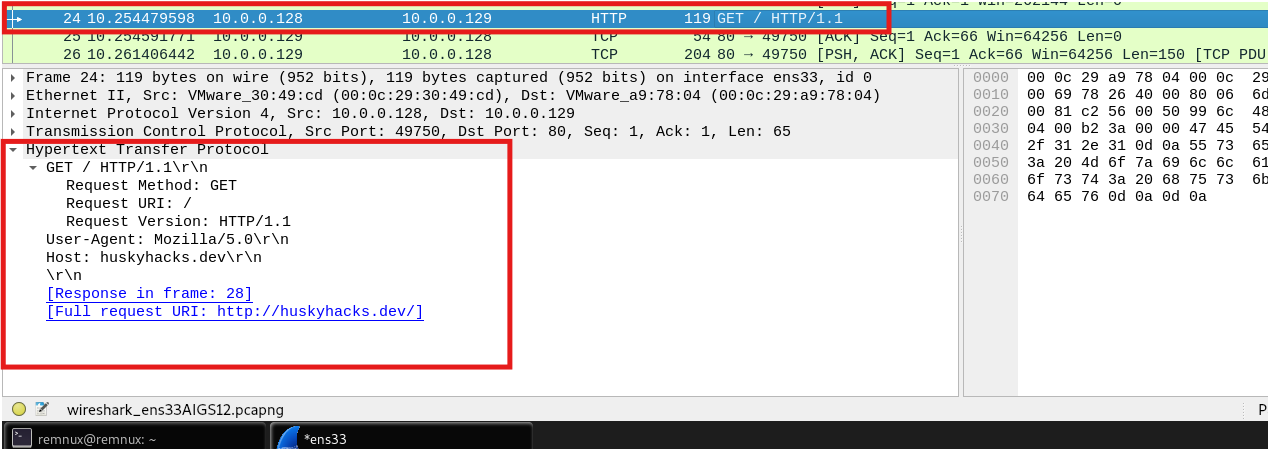 24 10.254479598 10.0.0.128 10.0.0.129 HTTP 119 GET / HTTP/1.1
25 10.254591771 10.0.0.129 10.0.0.128 TCP 54 80 → 49750 [ACK] Seq=1 Ack=66 Win=64256 Len=0
26 10.261406442 10.0.0.129 10.0.0.128 TCP 204 80 → 49750 [PSH, ACK] Seq=1 Ack=66 Win=64256 Len=150 [TCP PDU
Frame 24: 119 bytes on wire (952 bits), 119 bytes captured (952 bits) on interface ens33, id 0
Ethernet II, Src: VMware_30:49:cd (00:0c:29:30:49:cd), Dst: VMware_a9:78:04 (00:0c:29:a9:78:04)
Internet Protocol Version 4, Src: 10.0.0.128, Dst: 10.0.0.129
Transmission Control Protocol, Src Port: 49750, Dst Port: 80, Seq: 1, Ack: 1, Len: 65
Hypertext Transfer Protocol
GET / HTTP/1.1\r\n
Request Method: GET
Request URI: /
Request Version: HTTP/1.1
User-Agent: Mozilla/5.0\r\n
Host: huskyhacks.dev\r\n
\r\n
[Response in frame: 28]
[Full request URI: http://huskyhacks.dev/]
0000 00 0c 29 a9 78 04 00 0c 29
0010 00 69 78 26 40 00 80 06 6d
0020 00 81 c2 56 00 50 99 6c 48
0030 04 00 b2 3a 00 00 47 45 54
0040 2f 31 2e 31 0d 0a 55 73 65
0050 3a 20 4d 6f 7a 69 6c 6c 61
0060 6f 73 74 3a 20 68 75 73 6b
0070 64 65 76 0d 0a 0d 0a
wireshark_ens33AIGS12.pcapng P
remnux@remnux: ~ *ens33